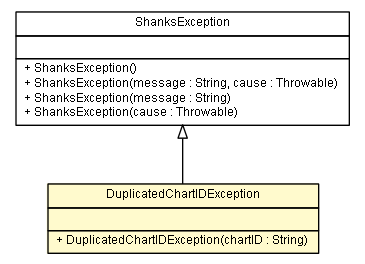 ShanksException
+ ShanksException()
+ ShanksException(message : String, cause : Throwable)
+ ShanksException(message : String)
+ ShanksException(cause : Throwable)
DuplicatedChartIDException
+ DuplicatedChartIDException(chartID : String)